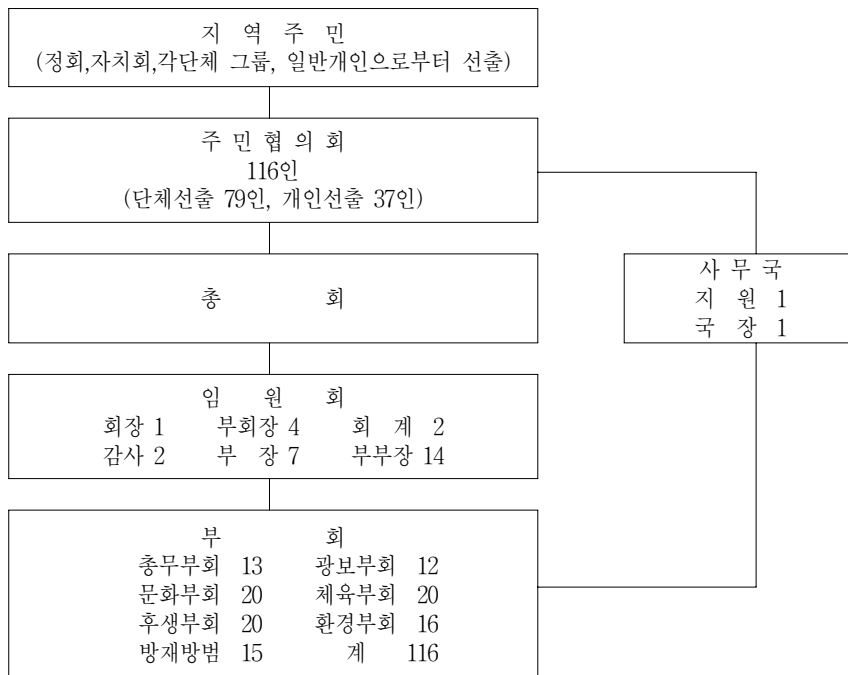 지 역 주 민
(정회,자치회,각단체 그룹, 일반개인으로부터 선출)
주 민 협 의 회
116인
(단체선출 79인, 개인선출 37인)
총 회
사 무 국
지 원 1
국 장 1
임 원 회
회장 1 부회장 4 회 계 2
감사 2 부 장 7 부부장 14
부 회
총무부회 13 광보부회 12
문화부회 20 체육부회 20
후생부회 20 환경부회 16
방재방범 15 계 116